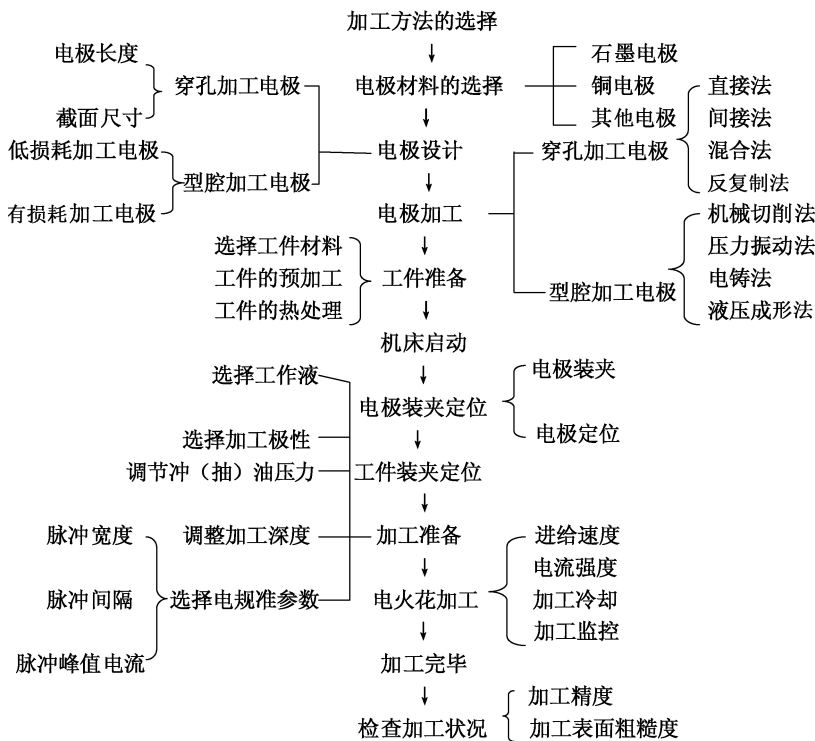 加工方法的选择
电极长度
石墨电极
穿孔加工电极
电极材料的选择
铜电极
直接法
截面尺寸
其他电极
间接法
低损耗加工电极
电极设计
穿孔加工电极
混合法
型腔加工电极
反复制法
有损耗加工电极
电极加工
机械切削法
选择工件材料
压力振动法
工件的预加工
工件准备
电铸法
型腔加工电极
工件的热处理
液压成形法
机床启动
选择工作液
电极装夹
电极装夹定位
选择加工极性
电极定位
调节冲（抽）油压力
工件装夹定位
脉冲宽度
调整加工深度
加工准备
进给速度
电流强度
脉冲间隔
选择电规准参数
电火花加工
加工冷却
加工监控
脉冲峰值电流
加工完毕
加工精度
检查加工状况
加工表面粗糙度